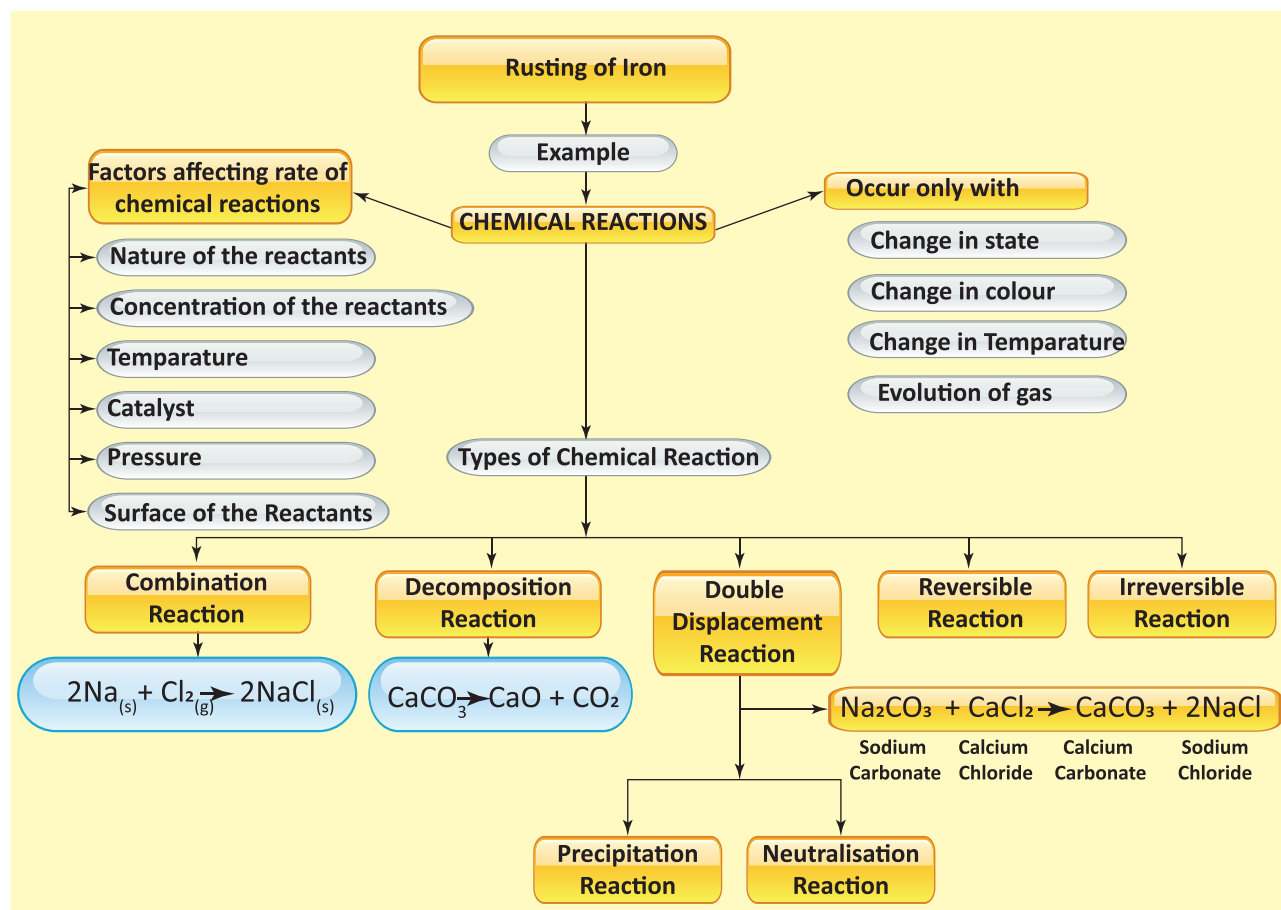 Rusting of Iron
Example
CHEMICAL REACTIONS
Factors affecting rate of
chemical reactions
Nature of the reactants
Concentration of the reactants
Temparature
Catalyst
Pressure
Surface of the Reactants
Occur only with
Change in state
Change in colour
Change in Temparature
Evolution of gas
Types of Chemical Reaction
Combination
Reaction
2Na(s) + Cl₂(g) → 2NaCl(s)
Decomposition
Reaction
CaCO₃ → CaO + CO₂
Double
Displacement
Reaction
Reversible
Reaction
Irreversible
Reaction
Na₂CO₃ + CaCl₂ → CaCO₃ + 2NaCl
Sodium Calcium Calcium Sodium
Carbonate Chloride Carbonate Chloride
Precipitation
Reaction
Neutralisation
Reaction